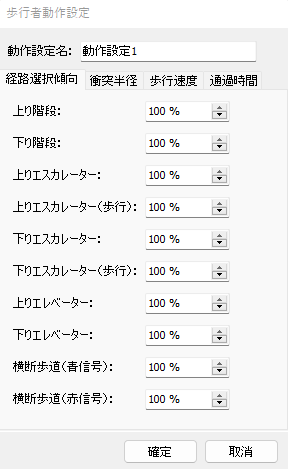 歩行者動作設定
動作設定名: 動作設定1
経路選択傾向 衝突半径 歩行速度 通過時間
上り階段: 100 %
下り階段: 100 %
上りエスカレーター: 100 %
上りエスカレーター(歩行): 100 %
下りエスカレーター: 100 %
下りエスカレーター(歩行): 100 %
上りエレベーター: 100 %
下りエレベーター: 100 %
横断歩道(青信号): 100 %
横断歩道(赤信号): 100 %
確定 取消